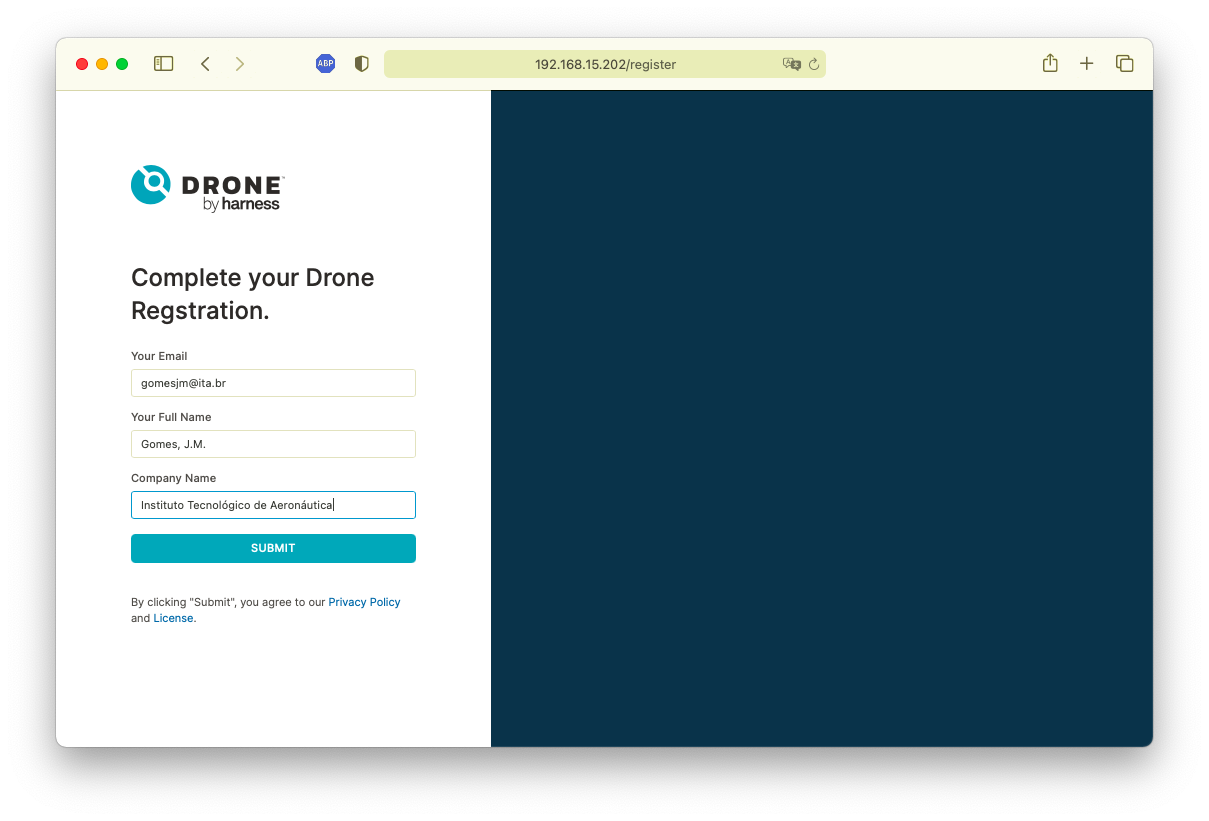 ABP
192.168.15.202/register
DRONE™
by harness
Complete your Drone
Regstration.
Your Email
gomesjm@ita.br
Your Full Name
Gomes, J.M.
Company Name
Instituto Tecnológico de Aeronáutica
SUBMIT
By clicking "Submit", you agree to our Privacy Policy
and License.